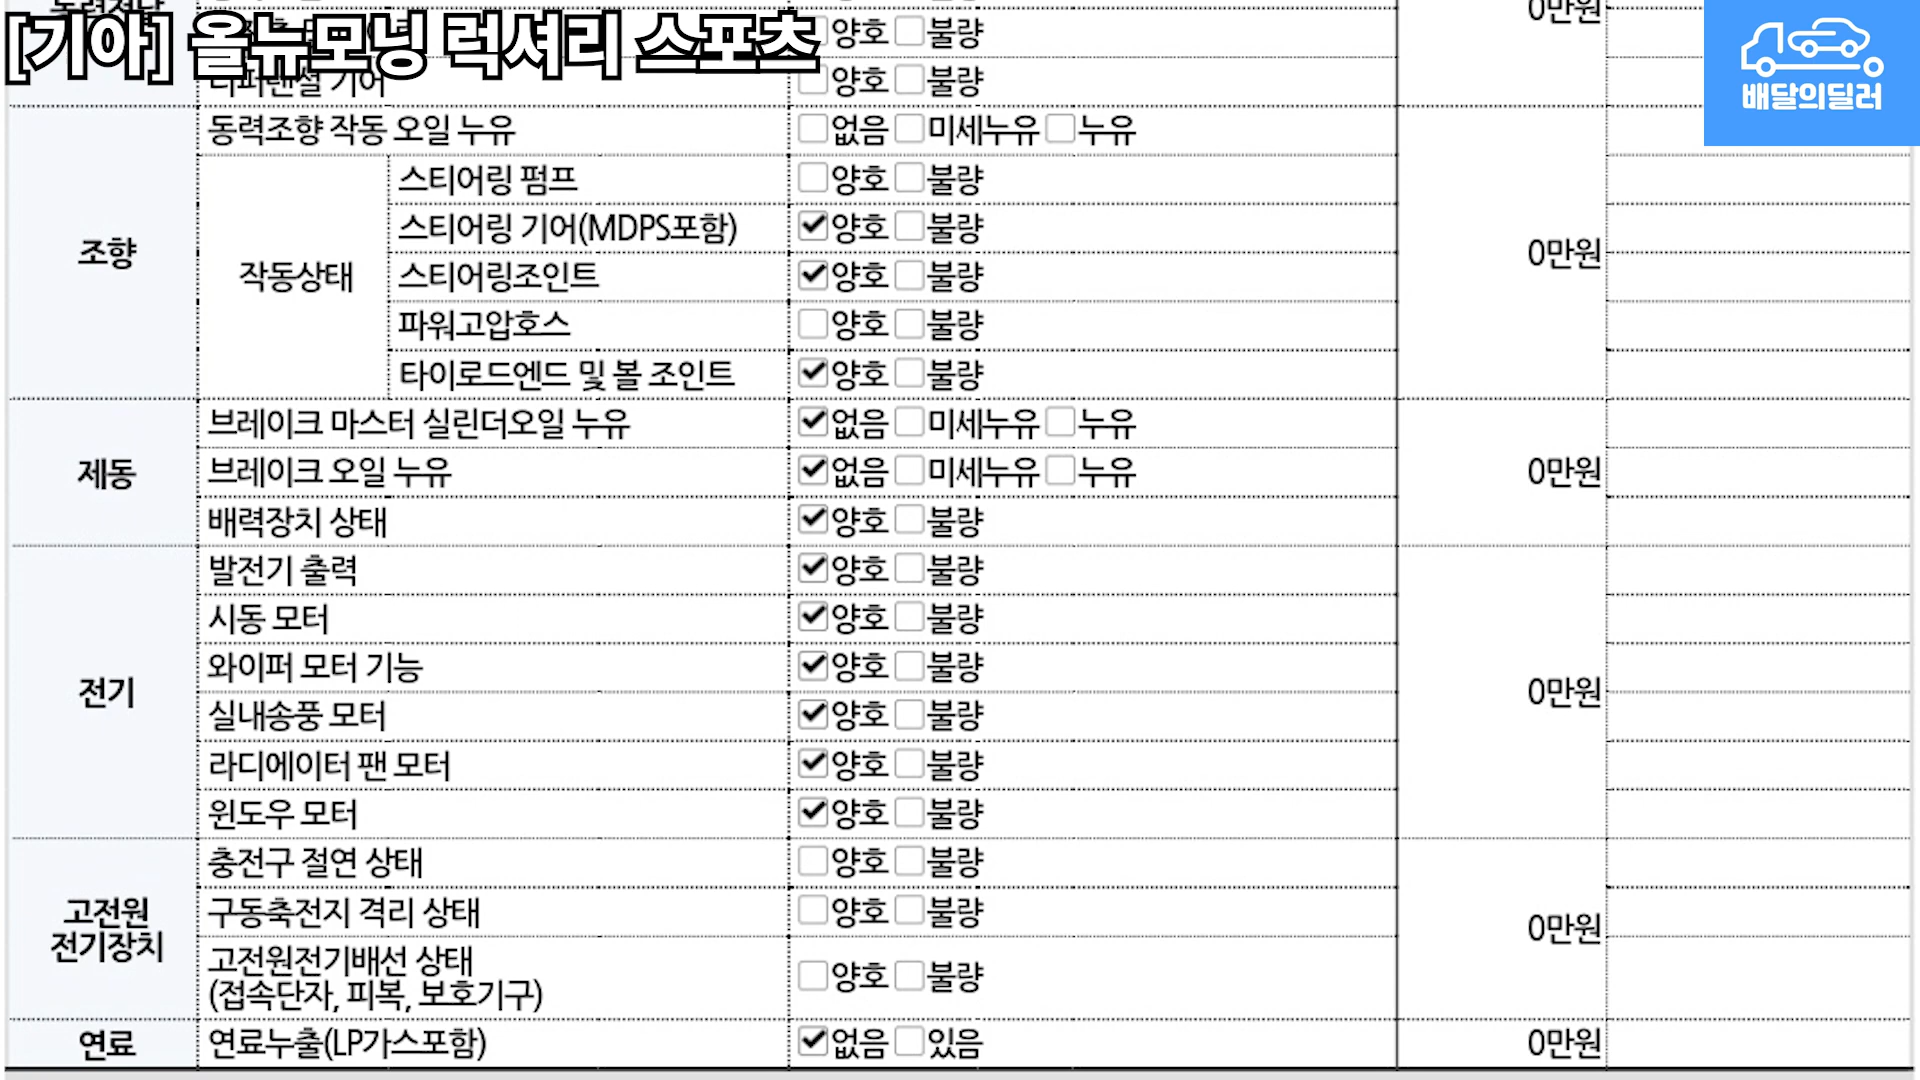 [기아] 올뉴모닝 럭셔리 스포츠
배달의딜러
동력전달
0만원
양호 불량
디퍼렌셜 기어 양호 불량
조향
동력조향 작동 오일 누유 없음 미세누유 누유
작동상태
스티어링 펌프 양호 불량
스티어링 기어(MDPS포함) ✔양호 불량
스티어링조인트 ✔양호 불량
파워고압호스 양호 불량
타이로드엔드 및 볼 조인트 ✔양호 불량
0만원
제동
브레이크 마스터 실린더오일 누유 ✔없음 미세누유 누유
브레이크 오일 누유 ✔없음 미세누유 누유
배력장치 상태 ✔양호 불량
0만원
전기
발전기 출력 ✔양호 불량
시동 모터 ✔양호 불량
와이퍼 모터 기능 ✔양호 불량
실내송풍 모터 ✔양호 불량
라디에이터 팬 모터 ✔양호 불량
윈도우 모터 ✔양호 불량
0만원
고전원
전기장치
충전구 절연 상태 양호 불량
구동축전지 격리 상태 양호 불량
고전원전기배선 상태
(접속단자, 피복, 보호기구) 양호 불량
0만원
연료
연료누출(LP가스포함) ✔없음 있음
0만원